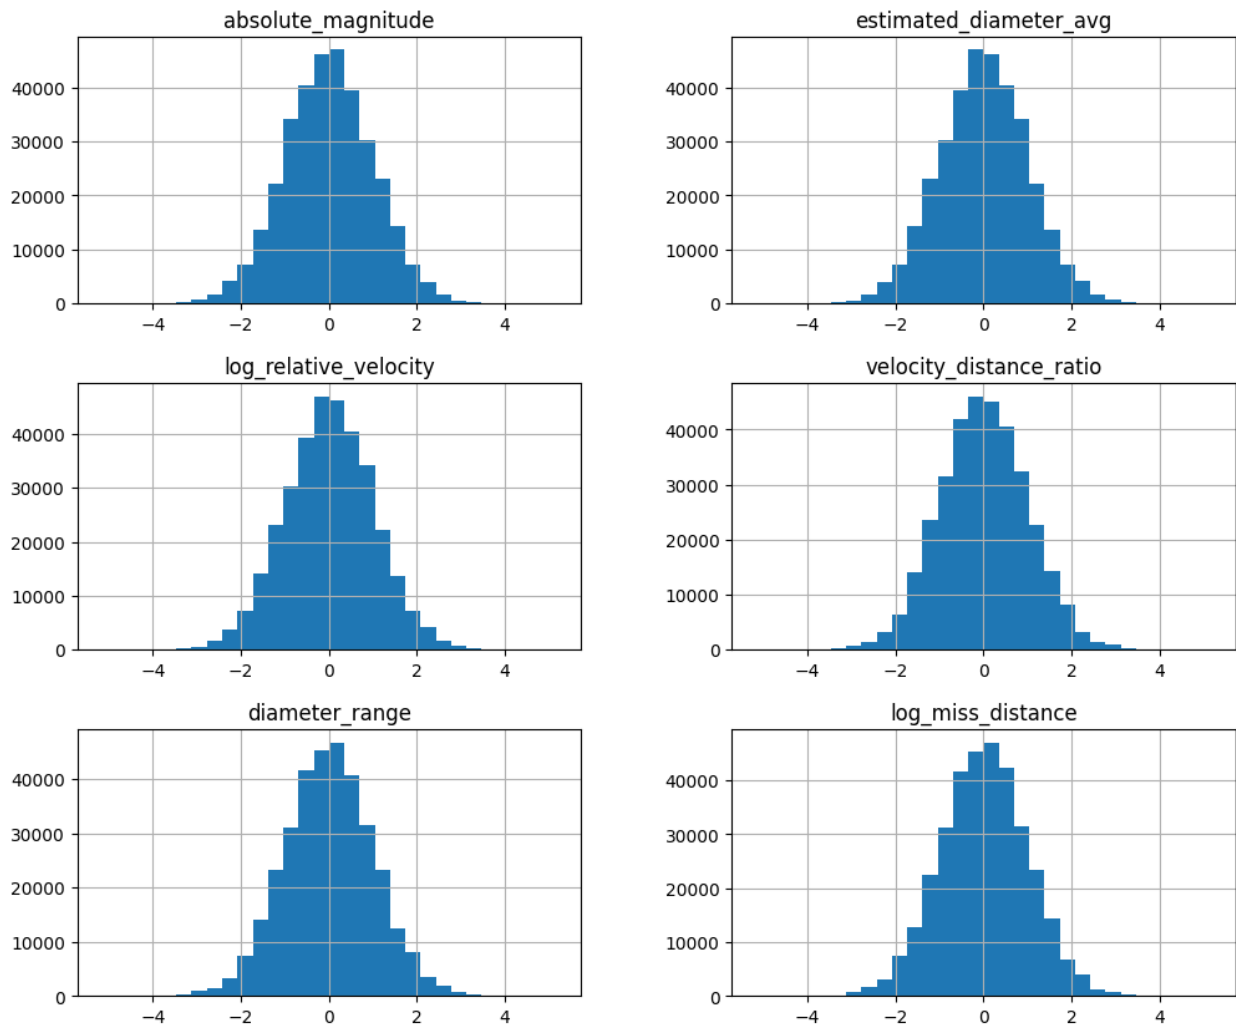 absolute_magnitude
estimated_diameter_avg
40000
30000
20000
10000
0
−4 −2 0 2 4
40000
30000
20000
10000
0
−4 −2 0 2 4
log_relative_velocity
velocity_distance_ratio
40000
30000
20000
10000
0
−4 −2 0 2 4
40000
30000
20000
10000
0
−4 −2 0 2 4
diameter_range
log_miss_distance
40000
30000
20000
10000
0
−4 −2 0 2 4
40000
30000
20000
10000
0
−4 −2 0 2 4